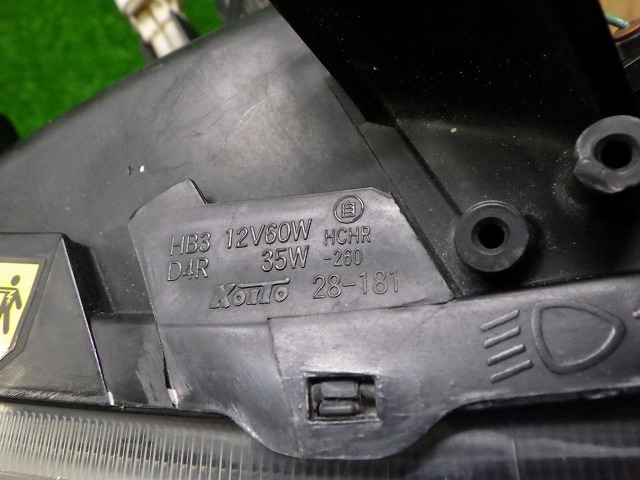 HB3 12V60W HCHR
D4R 35W -260
KOITO 28-181